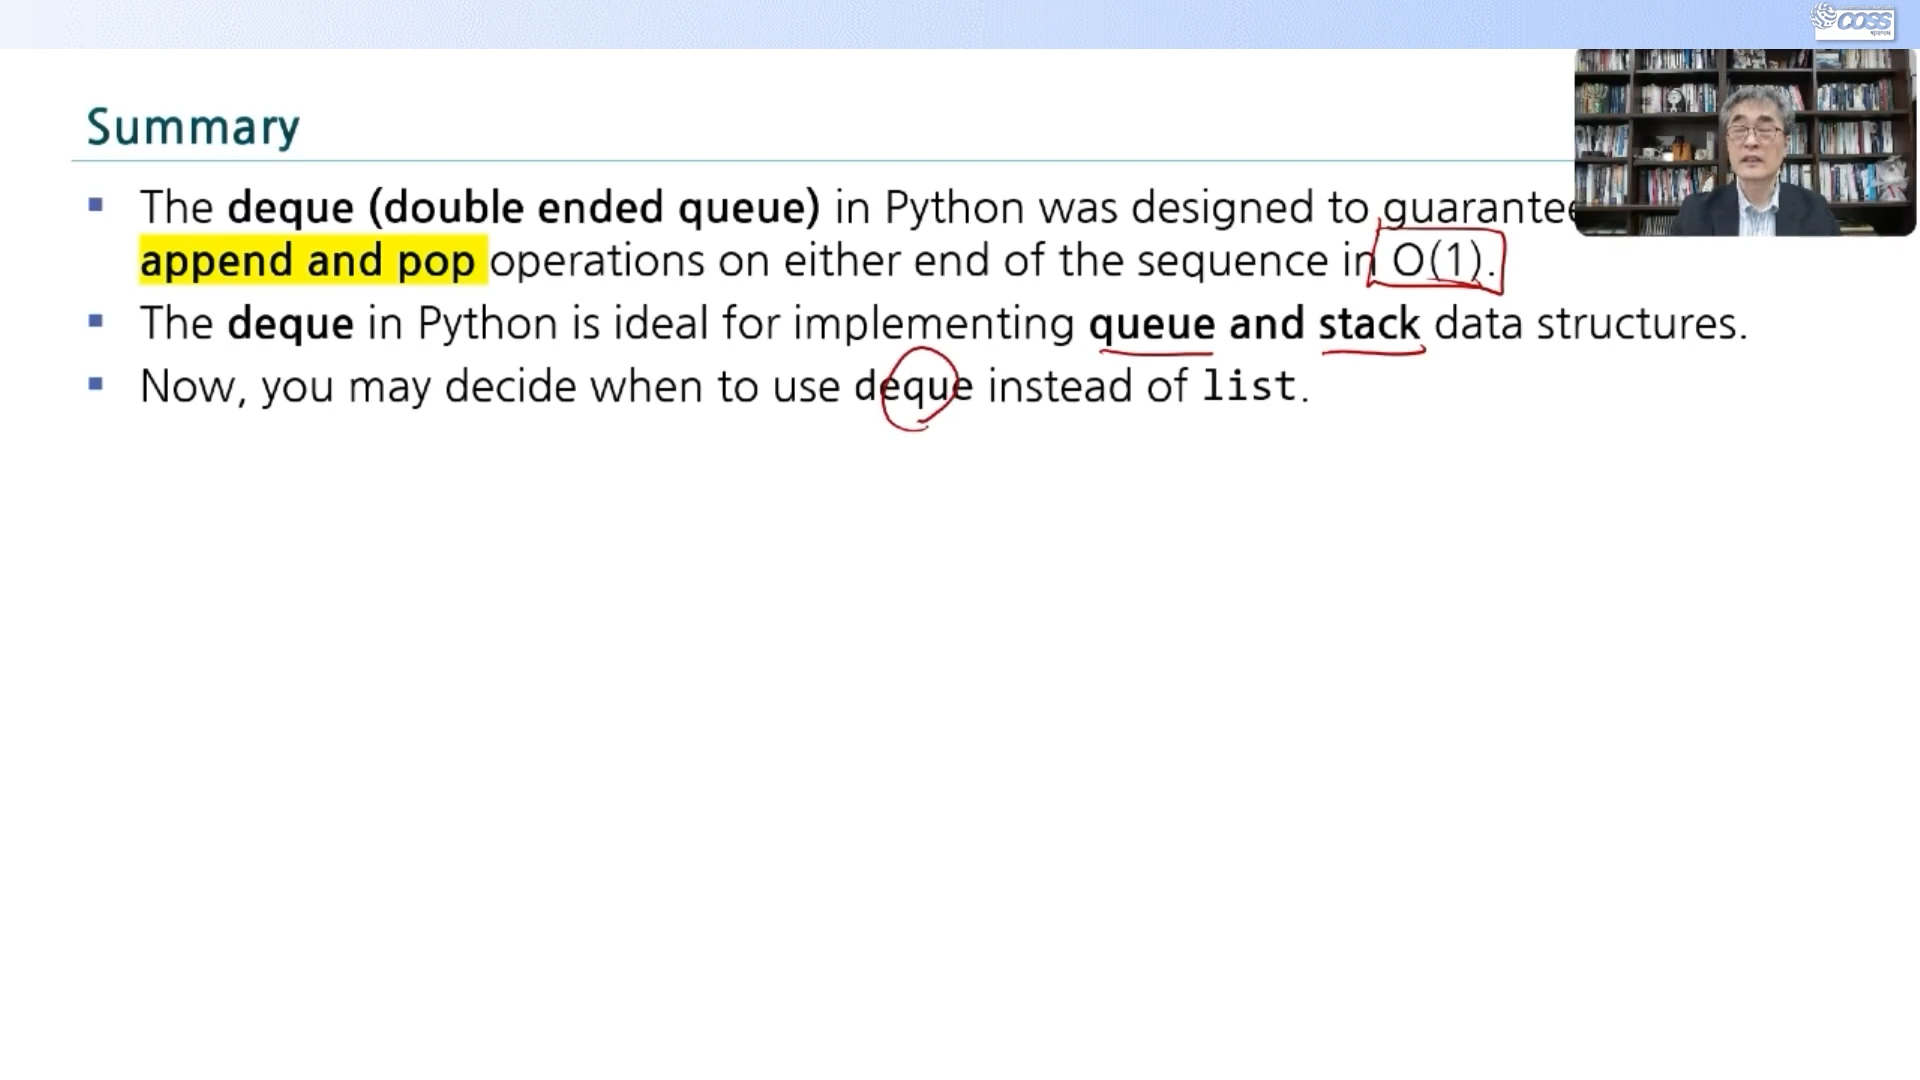 COSS
Summary
▪ The deque (double ended queue) in Python was designed to guarantee
append and pop operations on either end of the sequence in O(1).
▪ The deque in Python is ideal for implementing queue and stack data structures.
▪ Now, you may decide when to use deque instead of list.